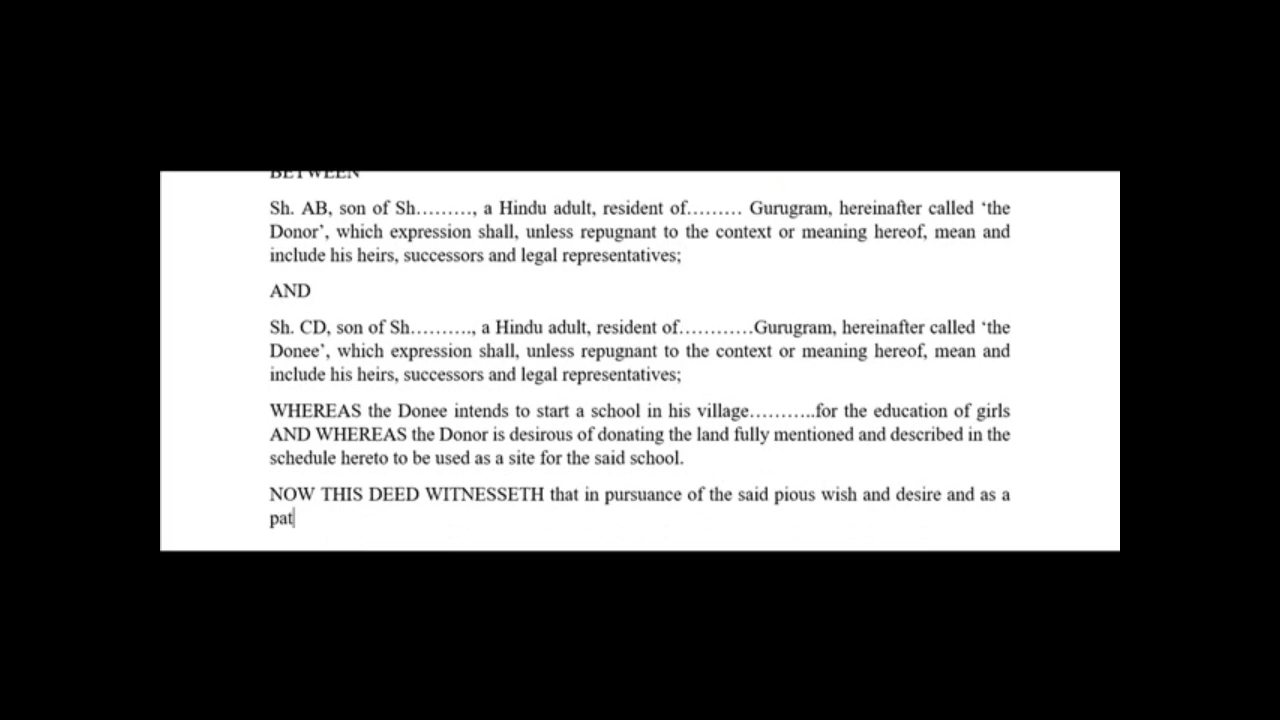 BETWEEN
Sh. AB, son of Sh………, a Hindu adult, resident of……… Gurugram, hereinafter called ‘the
Donor’, which expression shall, unless repugnant to the context or meaning hereof, mean and
include his heirs, successors and legal representatives;
AND
Sh. CD, son of Sh………., a Hindu adult, resident of…………Gurugram, hereinafter called ‘the
Donee’, which expression shall, unless repugnant to the context or meaning hereof, mean and
include his heirs, successors and legal representatives;
WHEREAS the Donee intends to start a school in his village………..for the education of girls
AND WHEREAS the Donor is desirous of donating the land fully mentioned and described in the
schedule hereto to be used as a site for the said school.
NOW THIS DEED WITNESSETH that in pursuance of the said pious wish and desire and as a
pat